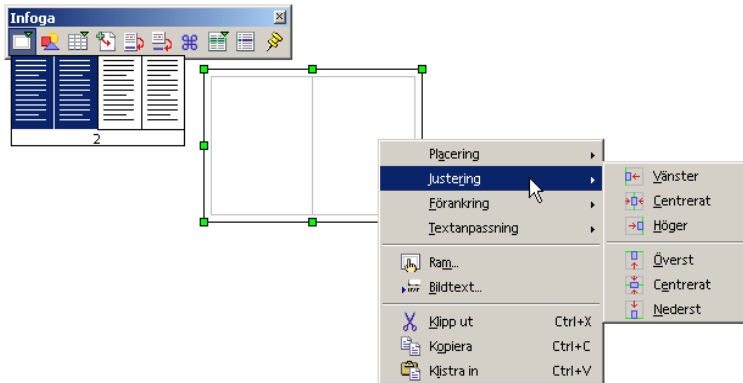 Infoga
2
Placering
Justering
Förankring
Textanpassning
Ram...
Bildtext...
Klipp ut Ctrl+X
Kopiera Ctrl+C
Klistra in Ctrl+V
Vänster
Centrerat
Höger
Överst
Centrerat
Nederst